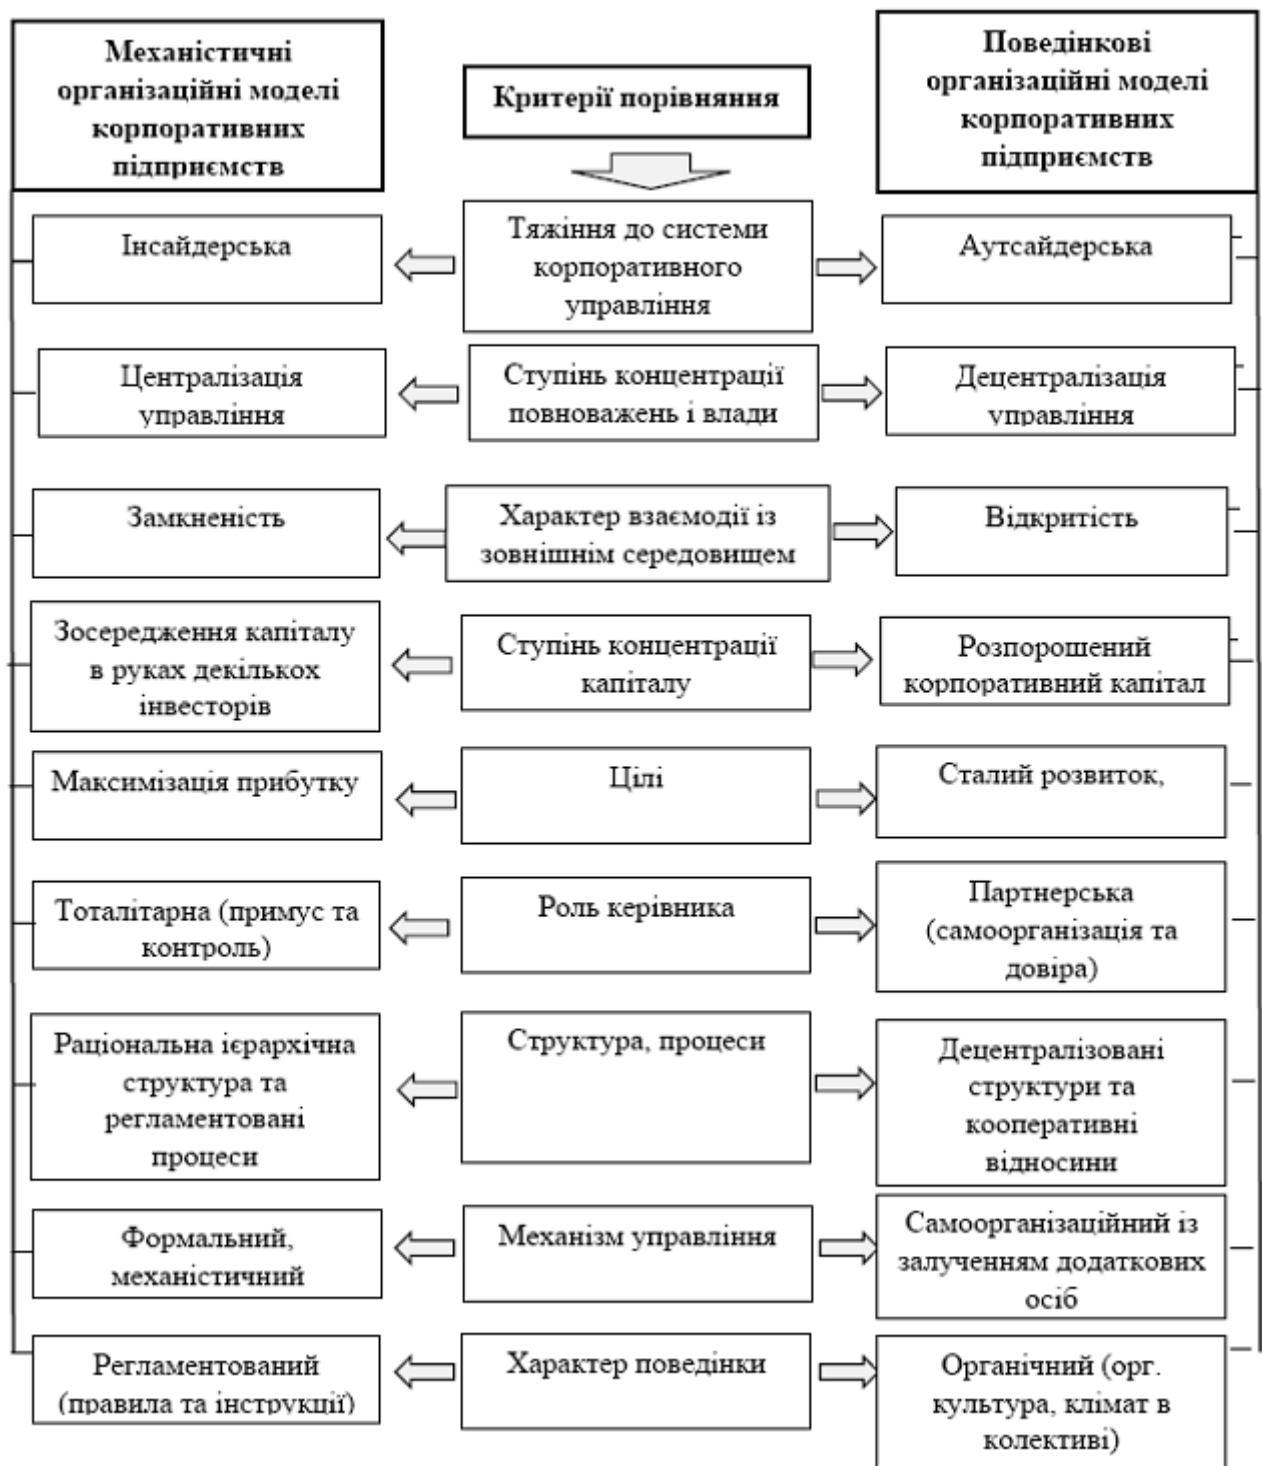 Механістичні
організаційні моделі
корпоративних
підприємств
Критерії порівняння
Поведінкові
організаційні моделі
корпоративних
підприємств
Інсайдерська
Тяжіння до системи
корпоративного
управління
Аутсайдерська
Централізація
управління
Ступінь концентрації
повноважень і влади
Децентралізація
управління
Замкненість
Характер взаємодії із
зовнішнім середовищем
Відкритість
Зосередження капіталу
в руках декількох
інвесторів
Ступінь концентрації
капіталу
Розпорошений
корпоративний капітал
Максимізація прибутку
Цілі
Сталий розвиток,
Тоталітарна (примус та
контроль)
Роль керівника
Партнерська
(самоорганізація та
довіра)
Раціональна ієрархічна
структура та
регламентовані
процеси
Структура, процеси
Децентралізовані
структури та
кооперативні
відносини
Формальний,
механістичний
Механізм управління
Самоорганізаційний із
залученням додаткових
осіб
Регламентований
(правила та інструкції)
Характер поведінки
Органічний (орг.
культура, клімат в
колективі)